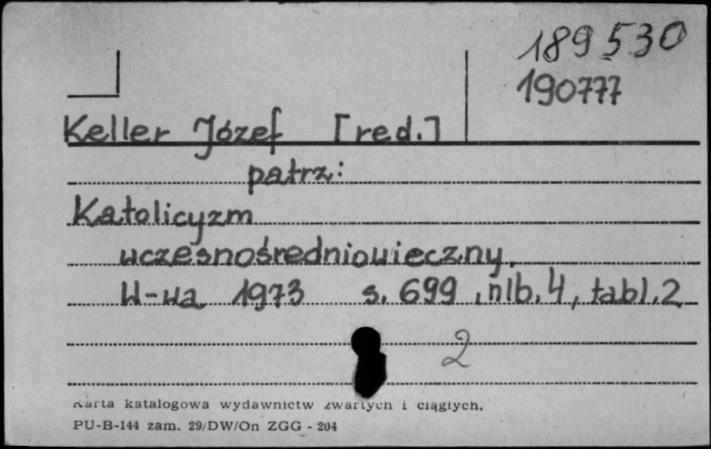 189530
190777
Keller Józef [red.]
patrz:
Katolicyzm
wczesnośredniowieczny.
W-wa 1973 s. 699, nlb. 4, tabl. 2
2
Karta katalogowa wydawnictw zwartych i ciągłych.
PU-B-144 zam. 29/DW/On ZGG - 204